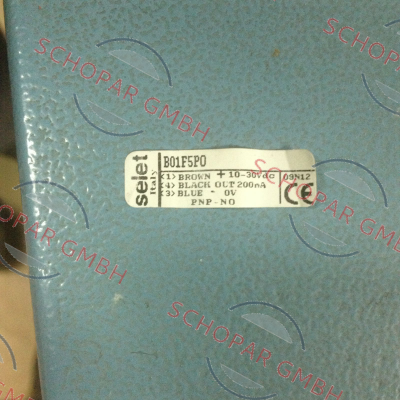 selet
Italy
B01F5PO
(1) BROWN + 10-30Vdc
09N12
(4) BLACK OUT 200mA
(3) BLUE - 0V
PNP-NO
CE
SCHOPAR GMBH
SCHOPAR GMBH
SCHOPAR GMBH
SCHOPAR GMBH